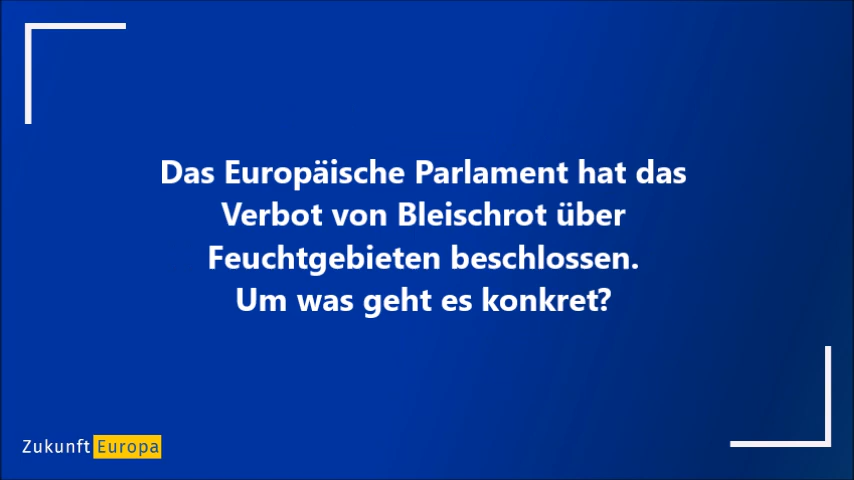 Das Europäische Parlament hat das
Verbot von Bleischrot über
Feuchtgebieten beschlossen.
Um was geht es konkret?
Zukunft Europa